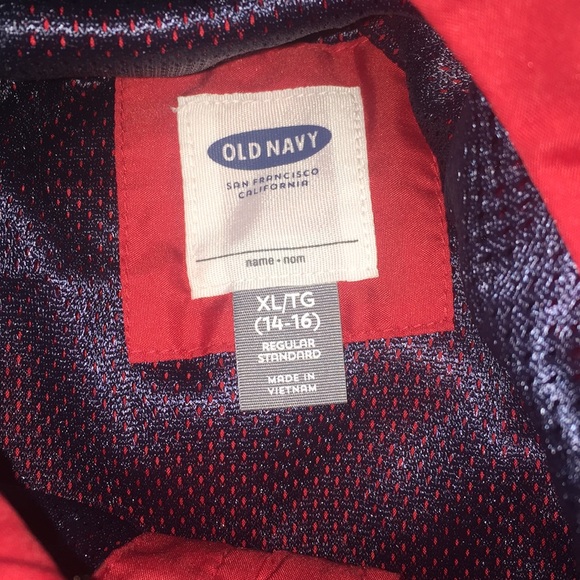 OLD NAVY
SAN FRANCISCO
CALIFORNIA
name • nom
XL/TG
(14-16)
REGULAR
STANDARD
MADE IN
VIETNAM